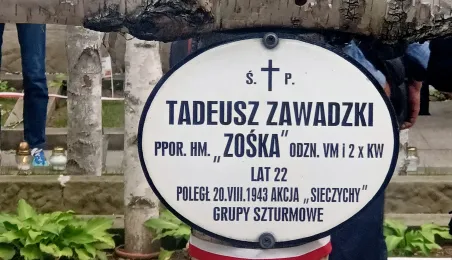 Ś. P.
TADEUSZ ZAWADZKI
PPOR. HM. „ZOŚKA" ODZN. VM i 2 x KW
LAT 22
POLEGŁ 20.VIII.1943 AKCJA „SIECZYCHY"
GRUPY SZTURMOWE